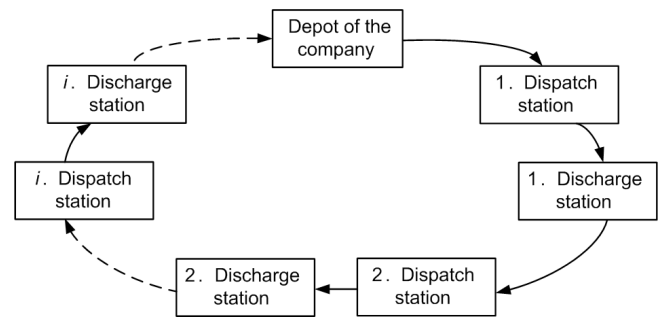 Depot of the
company
1. Dispatch
station
1. Discharge
station
2. Dispatch
station
2. Discharge
station
i. Dispatch
station
i. Discharge
station